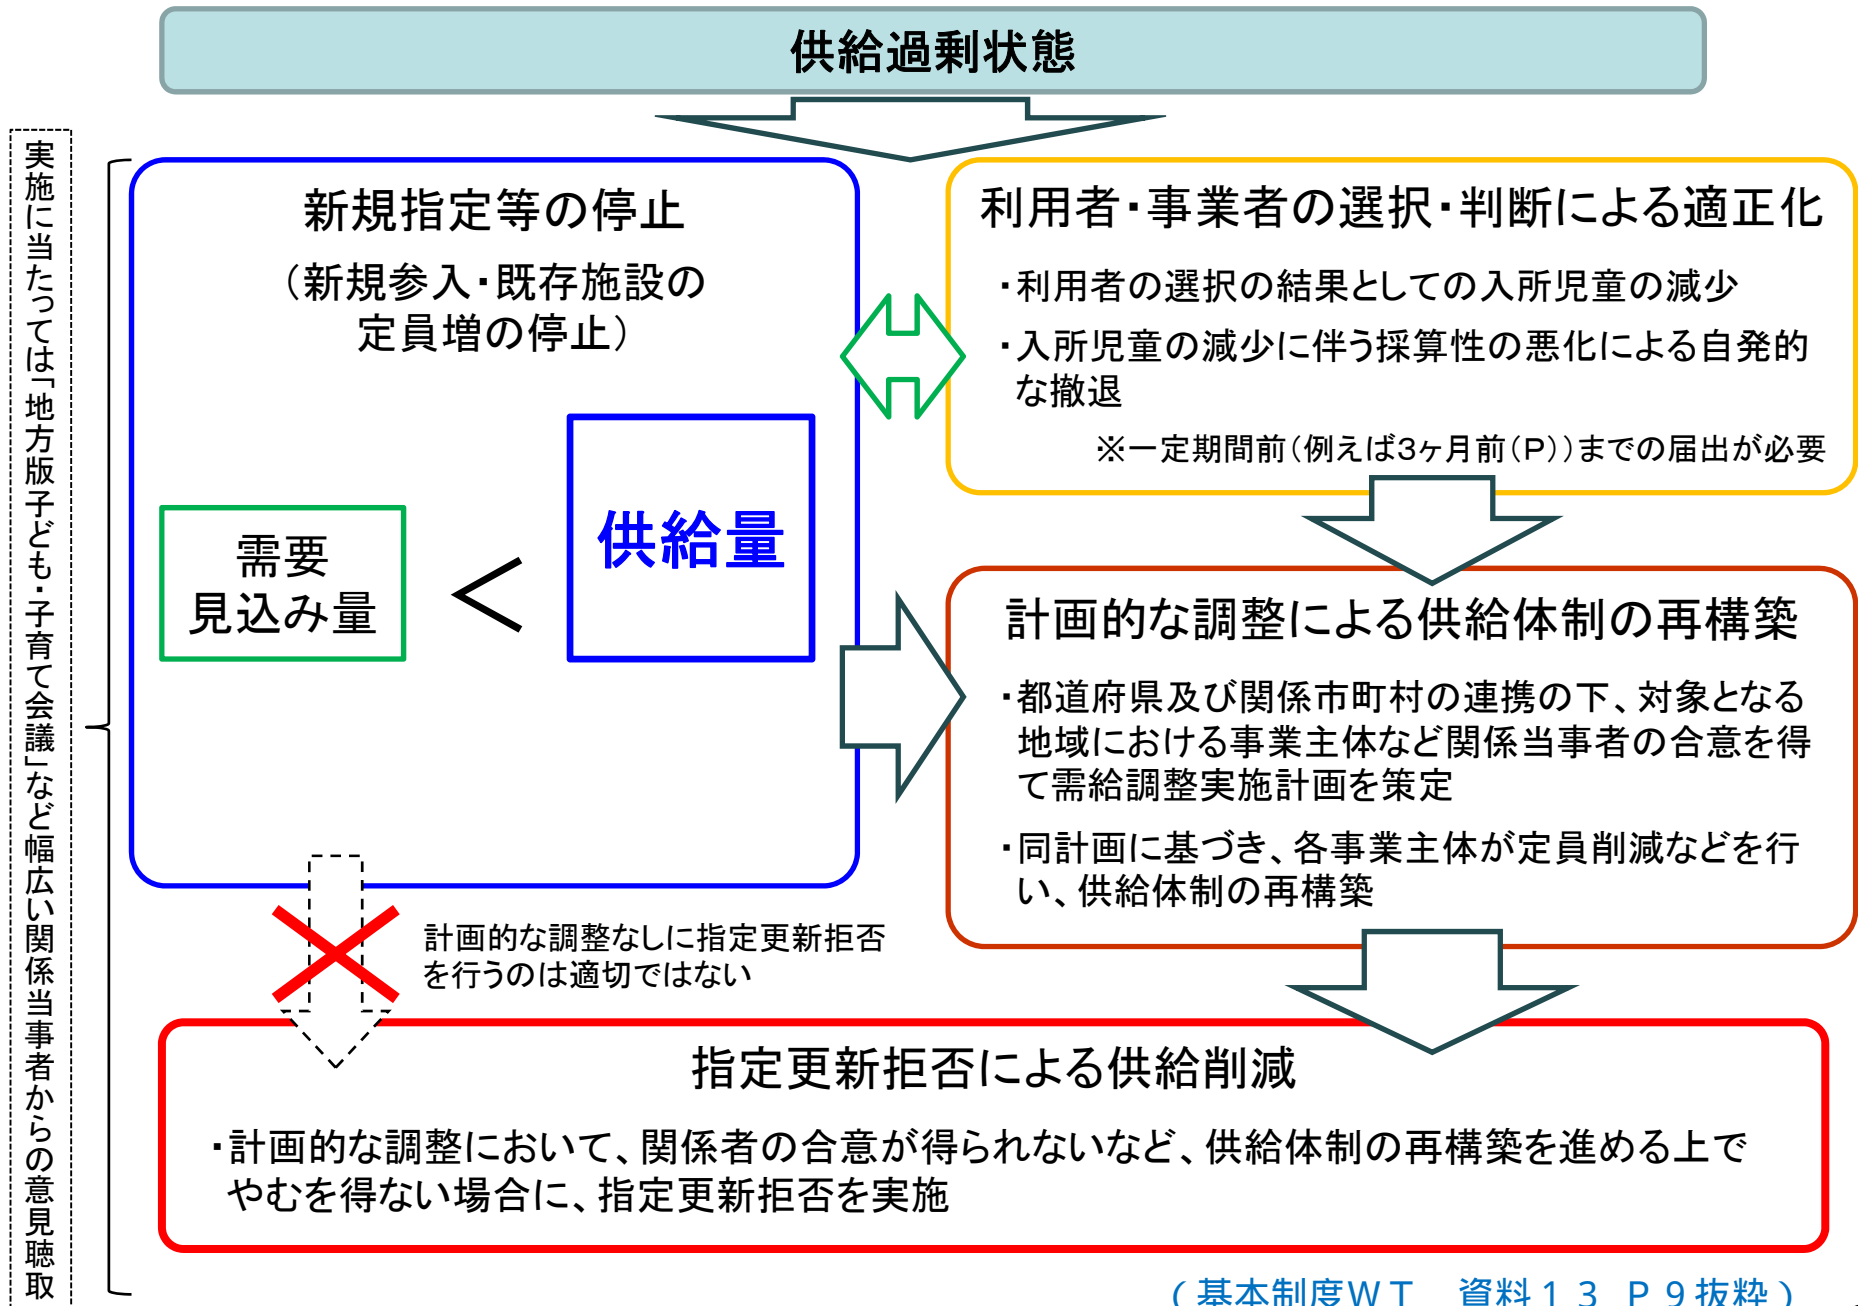 供給過剰状態
実施に当たっては「地方版子ども・子育て会議」など幅広い関係当事者からの意見聴取
新規指定等の停止
（新規参入・既存施設の
定員増の停止）
需要
見込み量
＜
供給量
利用者・事業者の選択・判断による適正化
・利用者の選択の結果としての入所児童の減少
・入所児童の減少に伴う採算性の悪化による自発的
な撤退
※一定期間前（例えば3ヶ月前（P））までの届出が必要
計画的な調整による供給体制の再構築
・都道府県及び関係市町村の連携の下、対象となる
地域における事業主体など関係当事者の合意を得
て需給調整実施計画を策定
・同計画に基づき、各事業主体が定員削減などを行
い、供給体制の再構築
計画的な調整なしに指定更新拒否
を行うのは適切ではない
指定更新拒否による供給削減
・計画的な調整において、関係者の合意が得られないなど、供給体制の再構築を進める上で
やむを得ない場合に、指定更新拒否を実施
（基本制度WT　資料13 P9抜粋）